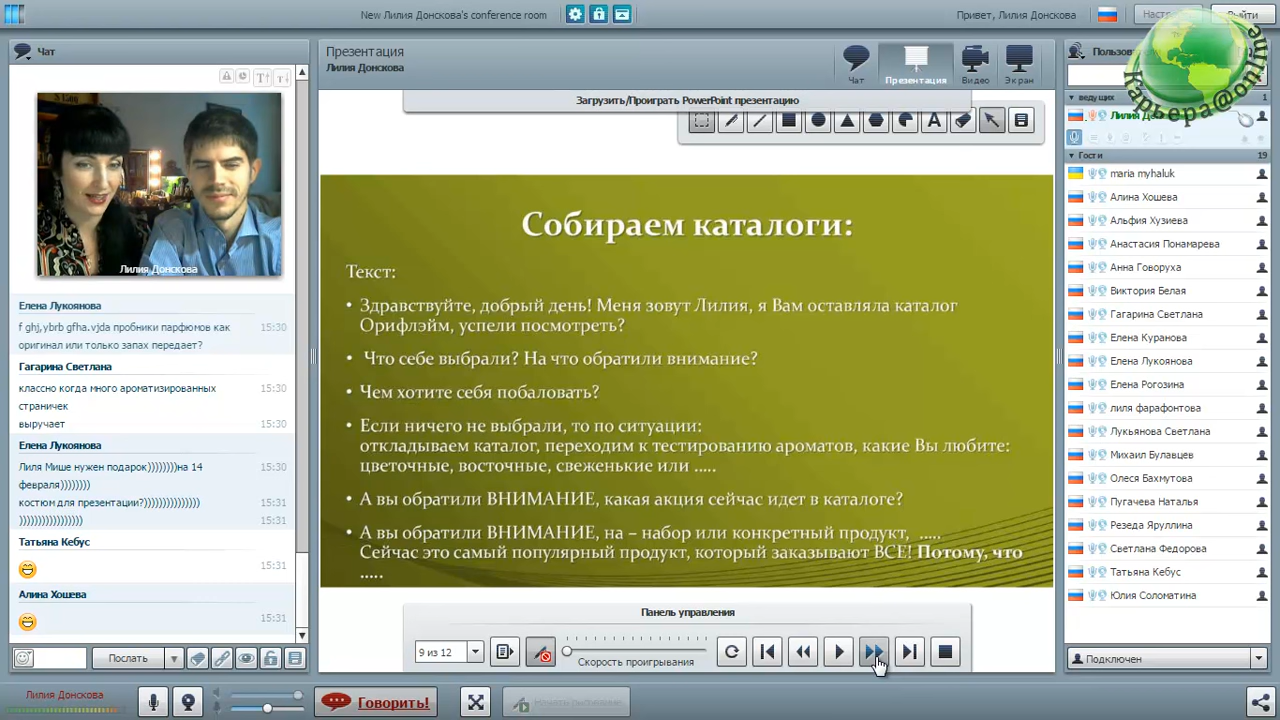 New Лилия Донскова's conference room
Привет, Лилия Донскова
Выйти
Чат
Лилия Донскова
Елена Лукоянова
f ghj,ybrb gfha.vjda пробники парфюмов как
15:30
оригинал или только запах передает?
Гагарина Светлана
классно когда много ароматизированных
15:30
страничек
выручает
15:30
Елена Лукоянова
Лиля Мише нужен подарок))))))))на 14
15:30
февраля))))))))
костюм для презентации?)))))))))))))))
15:31
)))))))))))))))))
15:31
Татьяна Кебус
15:31
Алина Хошева
15:31
Послать
Презентация
Лилия Донскова
Чат
Презентация
Видео
Экран
Загрузить/Проиграть PowerPoint презентацию
Собираем каталоги:
Текст:
• Здравствуйте, добрый день! Меня зовут Лилия, я Вам оставляла каталог
Орифлэйм, успели посмотреть?
• Что себе выбрали? На что обратили внимание?
• Чем хотите себя побаловать?
• Если ничего не выбрали, то по ситуации:
откладываем каталог, переходим к тестированию ароматов, какие Вы любите:
цветочные, восточные, свеженькие или .....
• А вы обратили ВНИМАНИЕ, какая акция сейчас идет в каталоге?
• А вы обратили ВНИМАНИЕ, на – набор или конкретный продукт, .....
Сейчас это самый популярный продукт, который заказывают ВСЕ! Потому, что
.....
Панель управления
9 из 12
Скорость проигрывания
Карьера@online
ведущих
1
Гости
19
maria myhaluk
Алина Хошева
Альфия Хузиева
Анастасия Понамарева
Анна Говоруха
Виктория Белая
Гагарина Светлана
Елена Куранова
Елена Лукоянова
Елена Рогозина
лиля фарафонтова
Лукьянова Светлана
Михаил Булавцев
Олеся Бахмутова
Пугачева Наталья
Резеда Яруллина
Светлана Федорова
Татьяна Кебус
Юлия Соломатина
Подключен
Лилия Донскова
Говорить!